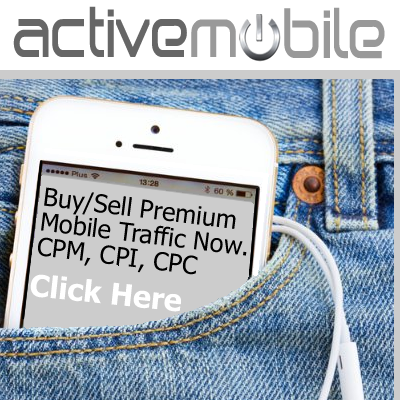 activemobile
●●●●● Plus 13:28 60 %
Buy/Sell Premium
Mobile Traffic Now.
CPM, CPI, CPC
Click Here